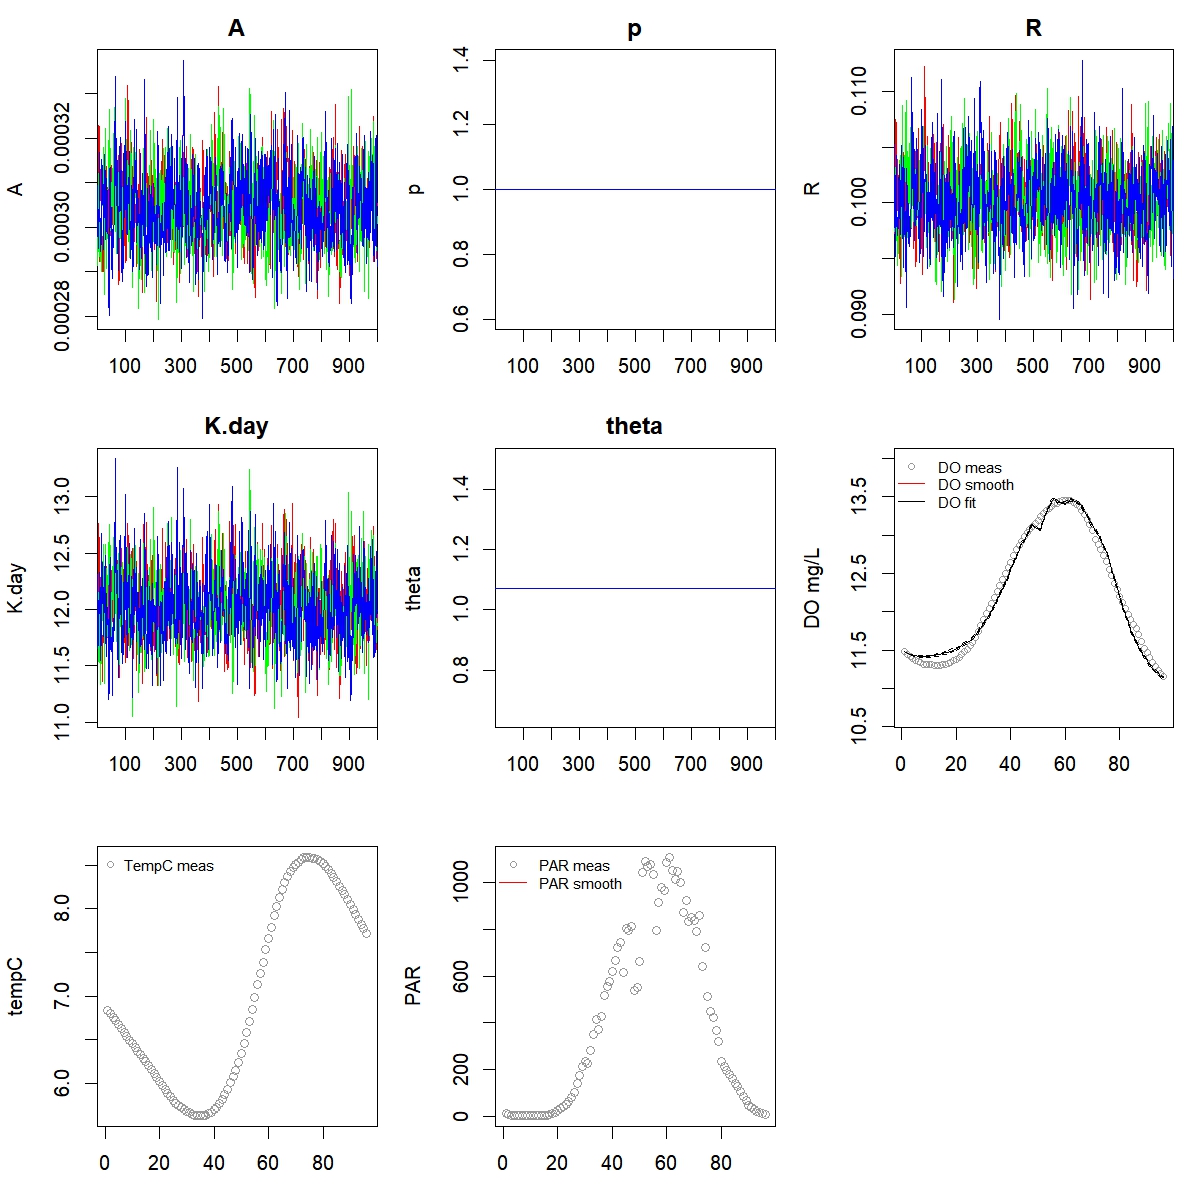 A
A
0.00028 0.00030 0.00032
100 300 500 700 900
p
p
0.6 0.8 1.0 1.2 1.4
100 300 500 700 900
R
R
0.090 0.100 0.110
100 300 500 700 900
K.day
K.day
11.0 11.5 12.0 12.5 13.0
100 300 500 700 900
theta
theta
0.8 1.0 1.2 1.4
100 300 500 700 900
DO mg/L
10.5 11.5 12.5 13.5
DO meas
DO smooth
DO fit
0 20 40 60 80
tempC
6.0 7.0 8.0
TempC meas
0 20 40 60 80
PAR
0 200 600 1000
PAR meas
PAR smooth
0 20 40 60 80